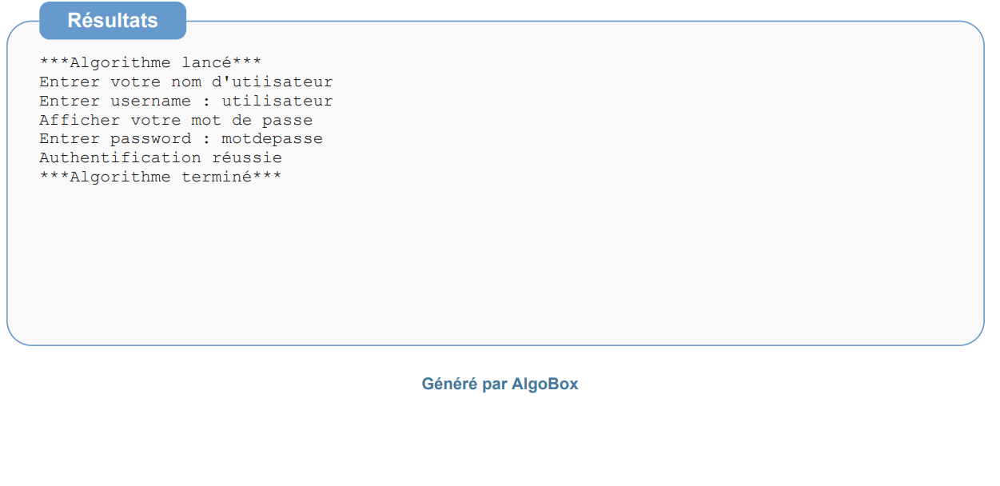 Résultats
***Algorithme lancé***
Entrer votre nom d'utiisateur
Entrer username : utilisateur
Afficher votre mot de passe
Entrer password : motdepasse
Authentification réussie
***Algorithme terminé***
Généré par AlgoBox